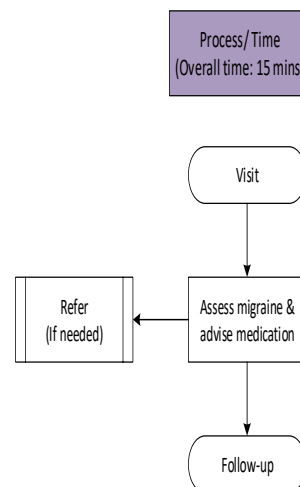 Process/ Time
(Overall time: 15 mins
Visit
Refer
(If needed)
Assess migraine &
advise medication
Follow-up